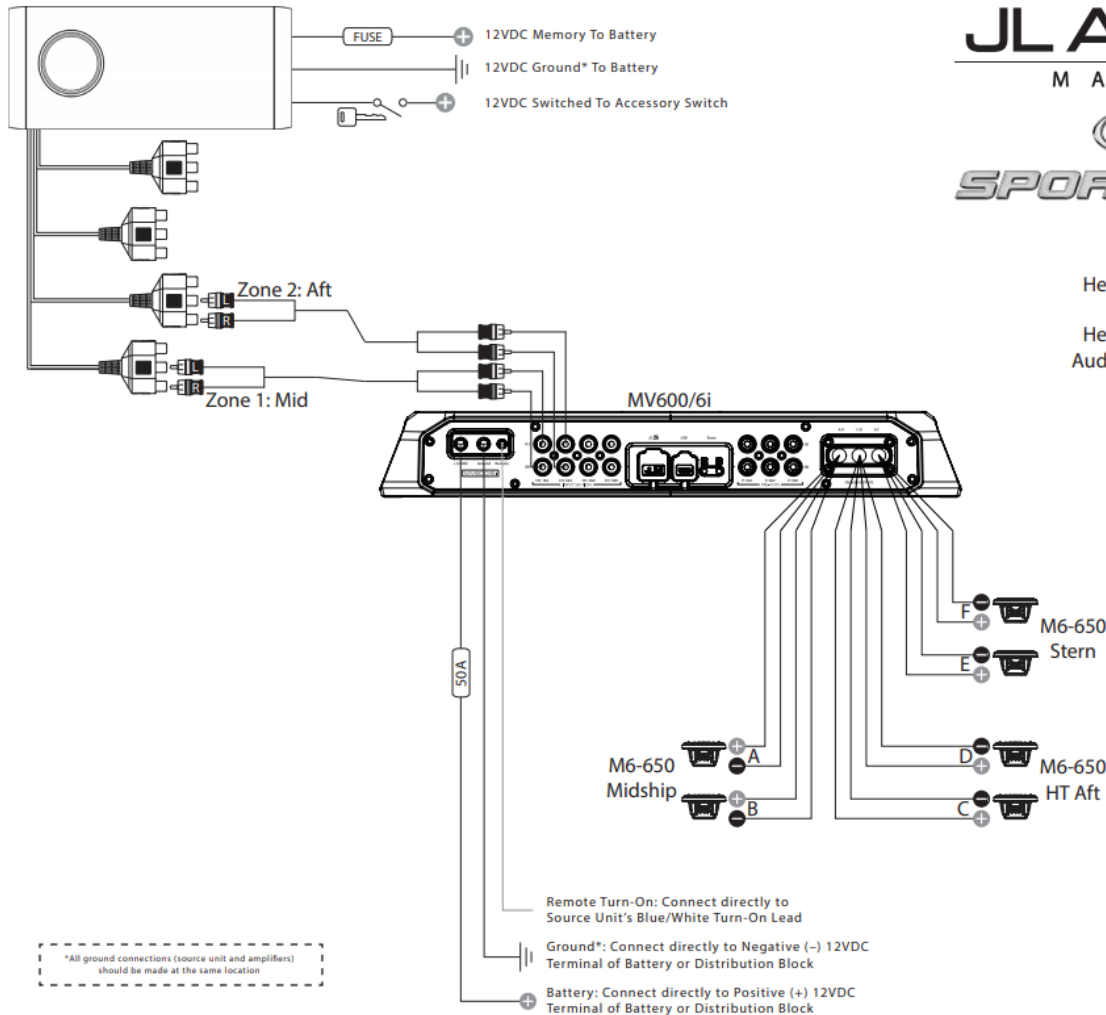 FUSE
12VDC Memory To Battery
12VDC Ground* To Battery
12VDC Switched To Accessory Switch
JL A
M A
SPOR
He
He
Aud
Zone 2: Aft
L
R
Zone 1: Mid
L
R
MV600/6i
50A
F
E
M6-650
Stern
A
B
M6-650
Midship
D
C
M6-650
HT Aft
Remote Turn-On: Connect directly to
Source Unit's Blue/White Turn-On Lead
Ground*: Connect directly to Negative (–) 12VDC
Terminal of Battery or Distribution Block
Battery: Connect directly to Positive (+) 12VDC
Terminal of Battery or Distribution Block
*All ground connections (source unit and amplifiers)
should be made at the same location